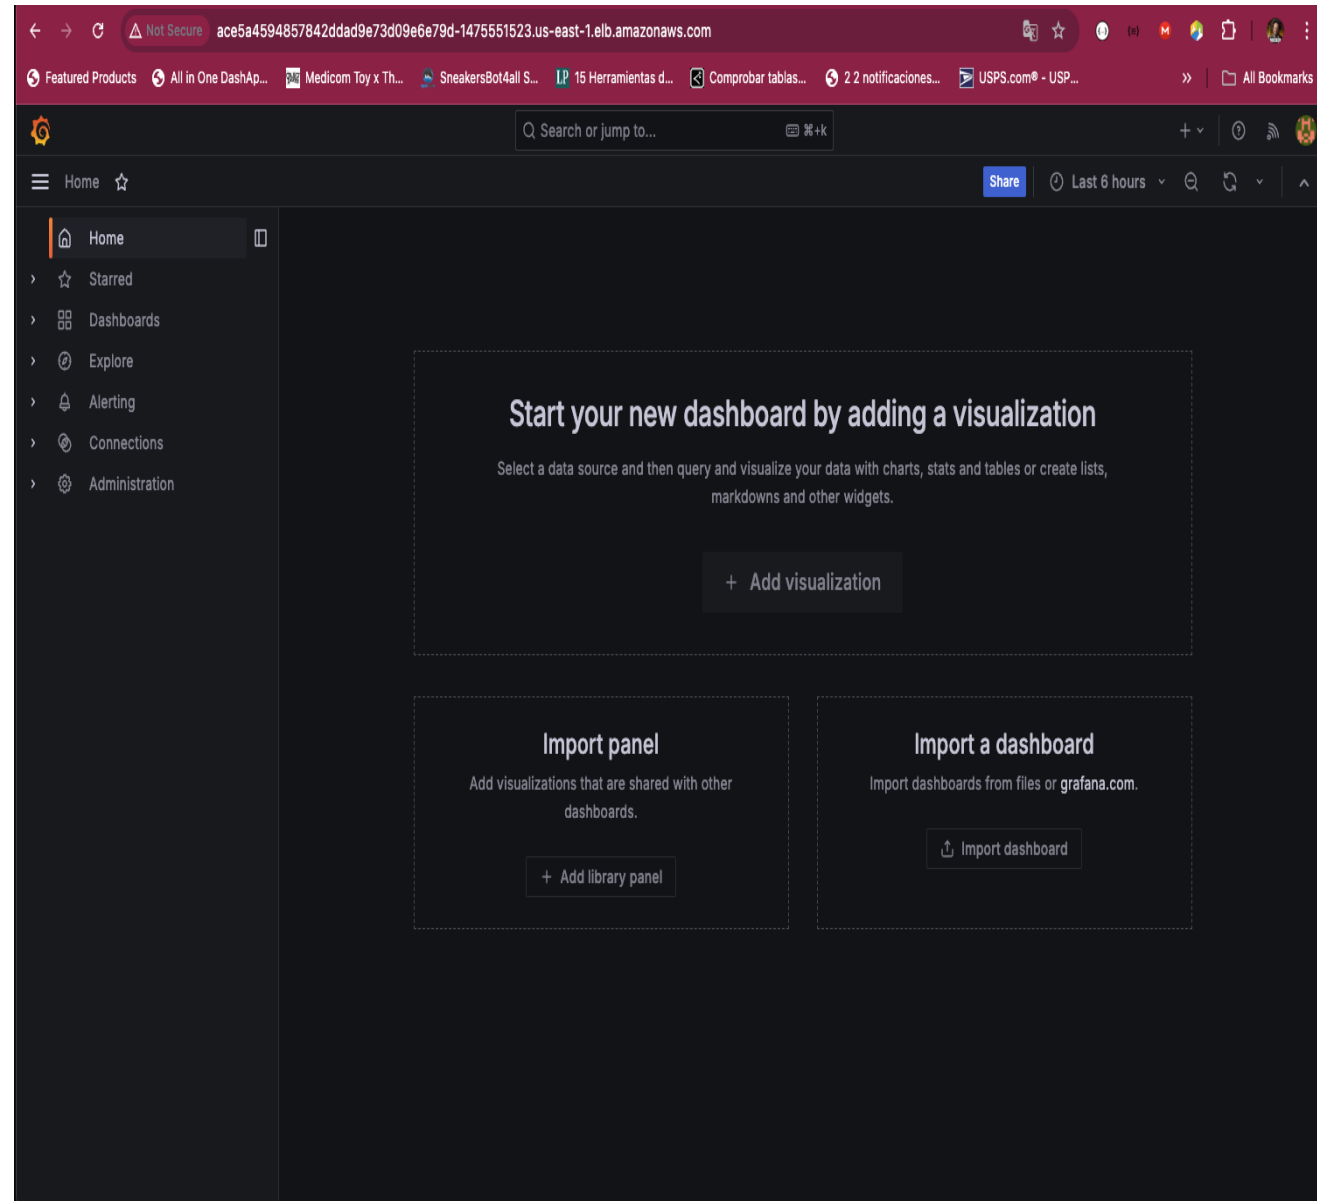 Not Secure ace5a4594857842ddad9e73d09e6e79d-1475551523.us-east-1.elb.amazonaws.com
Featured Products All in One DashAp... Medicom Toy x Th... SneakersBot4all S... LP 15 Herramientas d... Comprobar tablas... 2 2 notificaciones... USPS.com® - USP... » All Bookmarks
Search or jump to... ⌘+k
Home Share Last 6 hours
Home
Starred
Dashboards
Explore
Alerting
Connections
Administration
Start your new dashboard by adding a visualization
Select a data source and then query and visualize your data with charts, stats and tables or create lists,
markdowns and other widgets.
+ Add visualization
Import panel
Add visualizations that are shared with other
dashboards.
+ Add library panel
Import a dashboard
Import dashboards from files or grafana.com.
Import dashboard